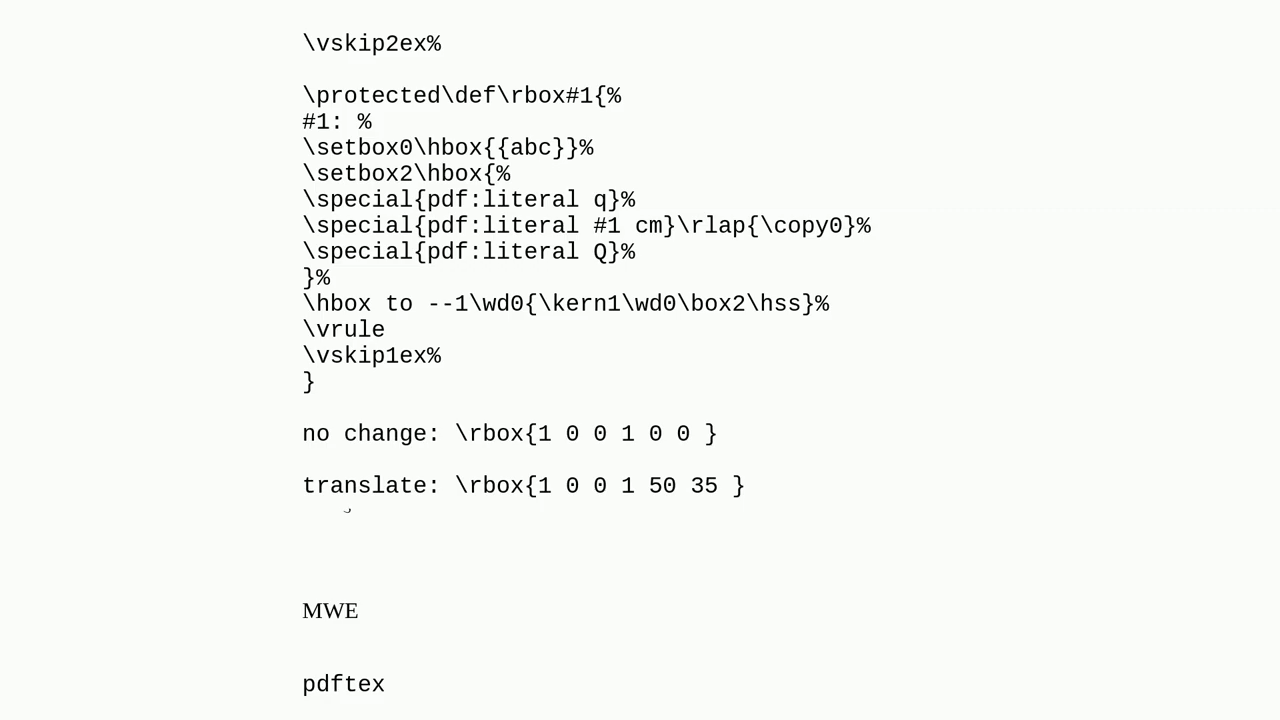 \vskip2ex%
\protected\def\rbox#1{%
#1: %
\setbox0\hbox{{abc}}%
\setbox2\hbox{%
\special{pdf:literal q}%
\special{pdf:literal #1 cm}\rlap{\copy0}%
\special{pdf:literal Q}%
}%
\hbox to --1\wd0{\kern1\wd0\box2\hss}%
\vrule
\vskip1ex%
}
no change: \rbox{1 0 0 1 0 0 }
translate: \rbox{1 0 0 1 50 35 }
MWE
pdftex